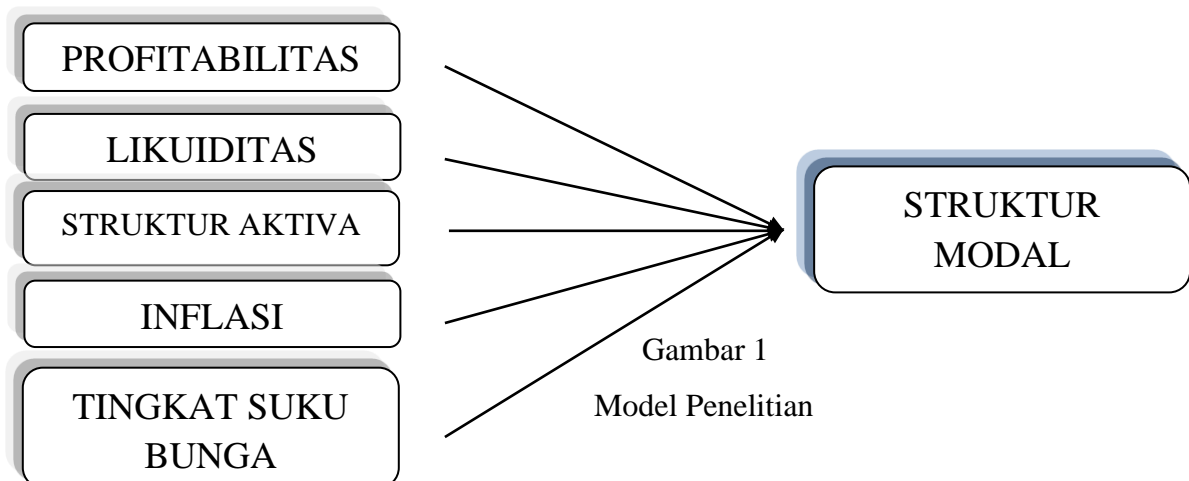 PROFITABILITAS
LIKUIDITAS
STRUKTUR AKTIVA
INFLASI
TINGKAT SUKU
BUNGA
STRUKTUR
MODAL
Gambar 1
Model Penelitian